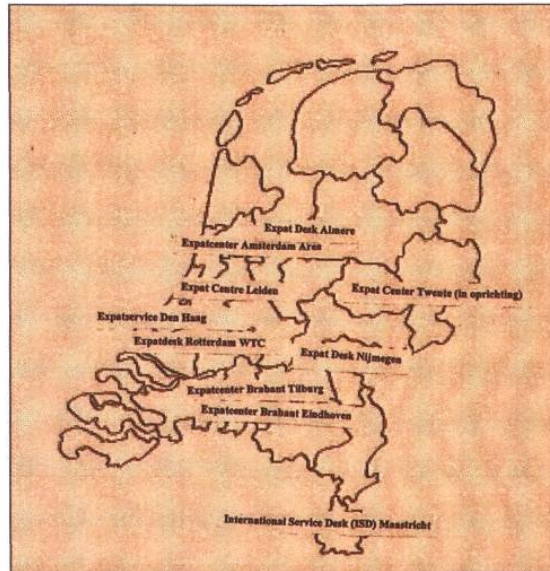 Expat Desk Almere
Expatcenter Amsterdam Area
Expat Centre Leiden
Expat Center Twente (in oprichting)
Expatservice Den Haag
Expatdesk Rotterdam WTC
Expat Desk Nijmegen
Expatcenter Brabant Tilburg
Expatcenter Brabant Eindhoven
International Service Desk (ISD) Maastricht